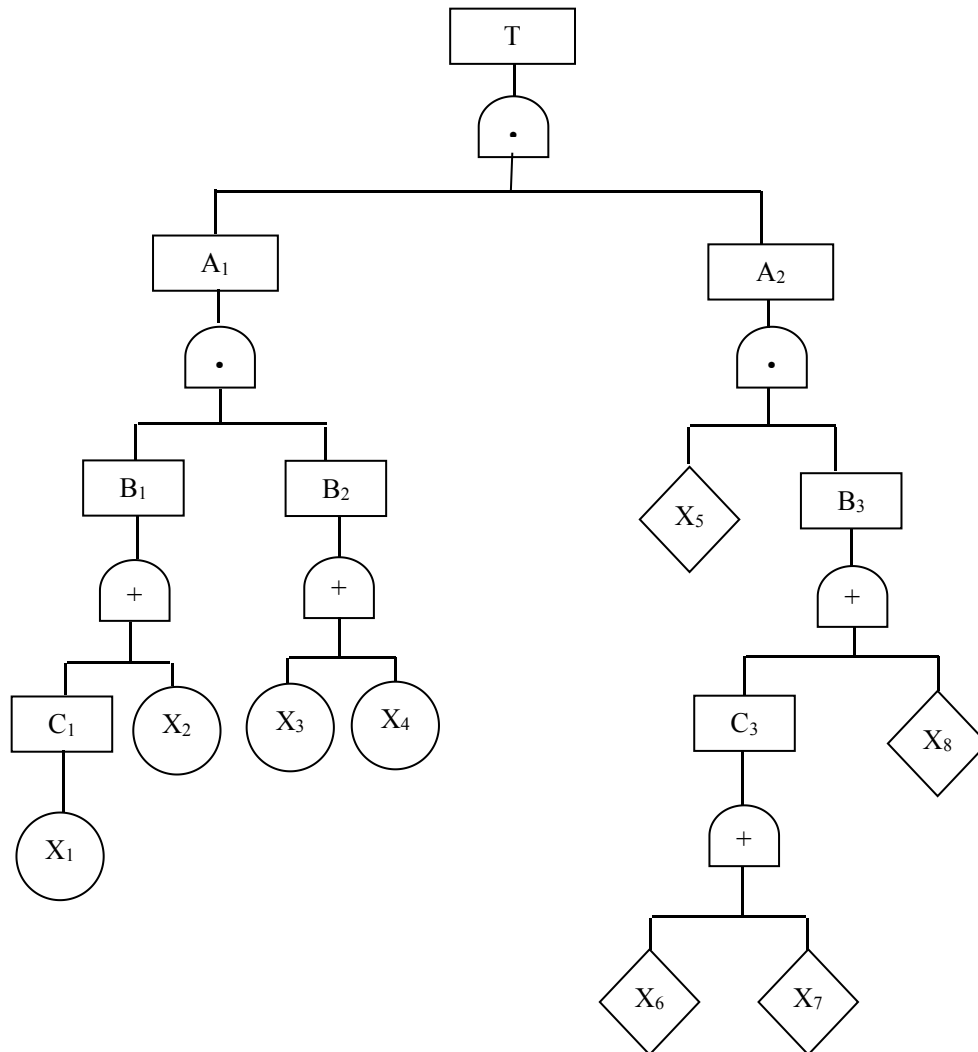 T
·
A₁
A₂
·
·
B₁
B₂
X₅
B₃
+
+
+
C₁
X₂
X₃
X₄
C₃
X₈
X₁
+
X₆
X₇